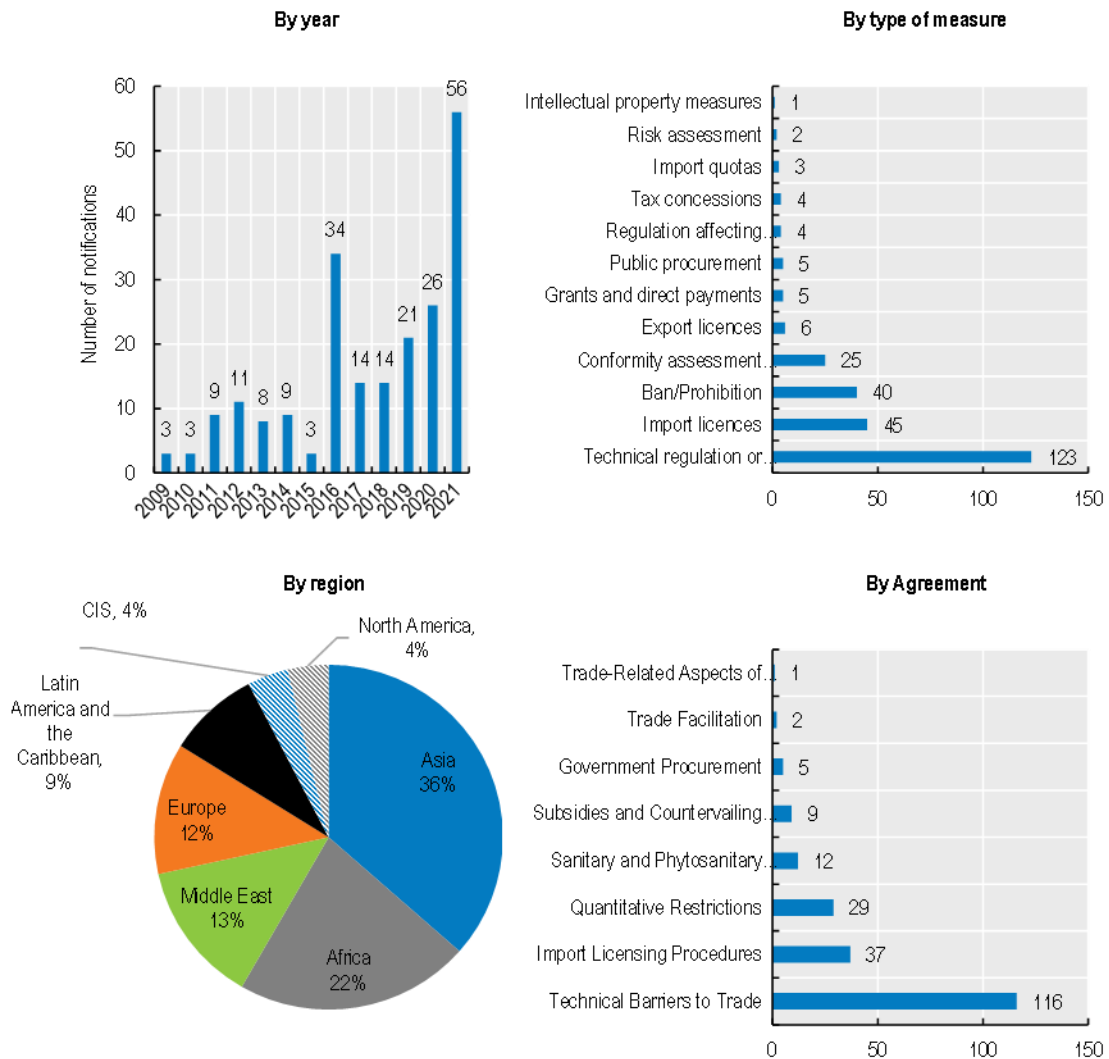 By year
60
50
40
30
20
10
0
Number of notifications
3
3
9
11
8
9
3
34
14
14
21
26
56
2009
2010
2011
2012
2013
2014
2015
2016
2017
2018
2019
2020
2021
By type of measure
Intellectual property measures 1
Risk assessment 2
Import quotas 3
Tax concessions 4
Regulation affecting... 4
Public procurement 5
Grants and direct payments 5
Export licences 6
Conformity assessment... 25
Ban/Prohibition 40
Import licences 45
Technical regulation or... 123
0 50 100 150
By region
CIS, 4%
North America,
4%
Latin
America and
the
Caribbean,
9%
Asia
36%
Europe
12%
Middle East
13%
Africa
22%
By Agreement
Trade-Related Aspects of... 1
Trade Facilitation 2
Government Procurement 5
Subsidies and Countervailing... 9
Sanitary and Phytosanitary... 12
Quantitative Restrictions 29
Import Licensing Procedures 37
Technical Barriers to Trade 116
0 50 100 150